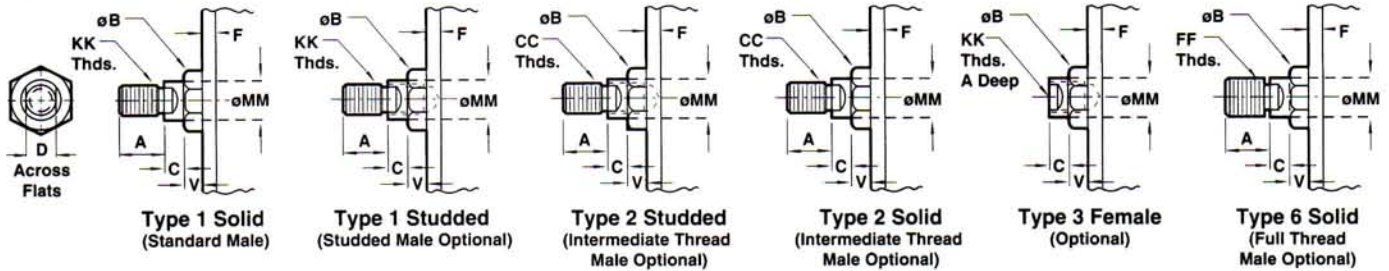 D
Across
Flats
KK
Thds.
øB
F
øMM
A
C
V
Type 1 Solid
(Standard Male)
KK
Thds.
øB
F
øMM
A
C
V
Type 1 Studded
(Studded Male Optional)
CC
Thds.
øB
F
øMM
A
C
V
Type 2 Studded
(Intermediate Thread
Male Optional)
CC
Thds.
øB
F
øMM
A
C
V
Type 2 Solid
(Intermediate Thread
Male Optional)
øB
F
KK
Thds.
A Deep
øMM
C
V
Type 3 Female
(Optional)
øB
F
FF
Thds.
øMM
A
C
V
Type 6 Solid
(Full Thread
Male Optional)